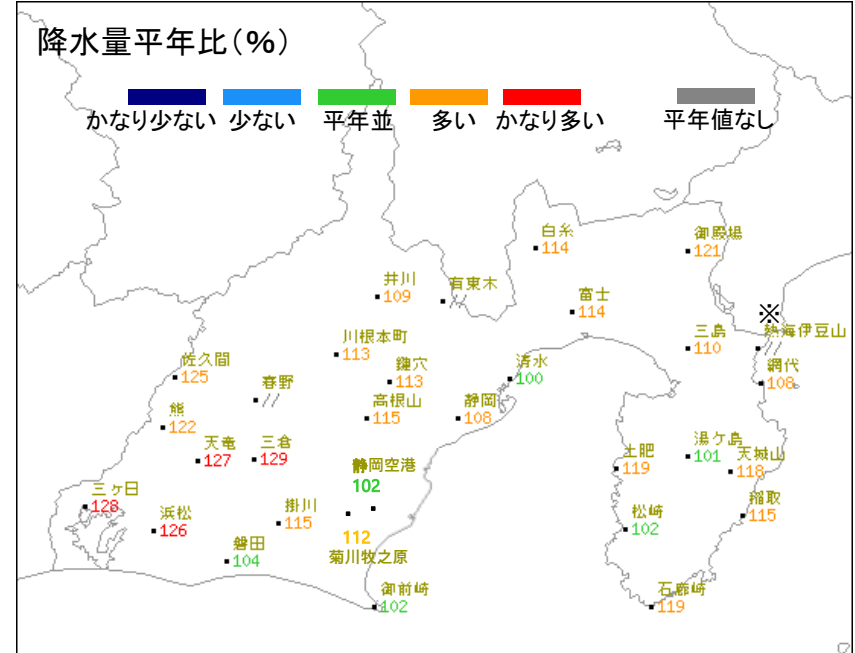 降水量平年比(%)
かなり少ない 少ない 平年並 多い かなり多い 平年値なし
白糸
114
御殿場
121
井川
109
有東木
//
富士
114
※
熱海伊豆山
//
三島
110
川根本町
113
清水
100
網代
108
佐久間
125
鍵穴
113
春野
//
高根山
115
静岡
108
熊
122
天竜
127
三倉
129
湯ケ島
101
土肥
119
天城山
118
静岡空港
102
三ケ日
128
浜松
126
掛川
115
112
菊川牧之原
松崎
102
稲取
115
磐田
104
御前崎
102
石廊崎
119